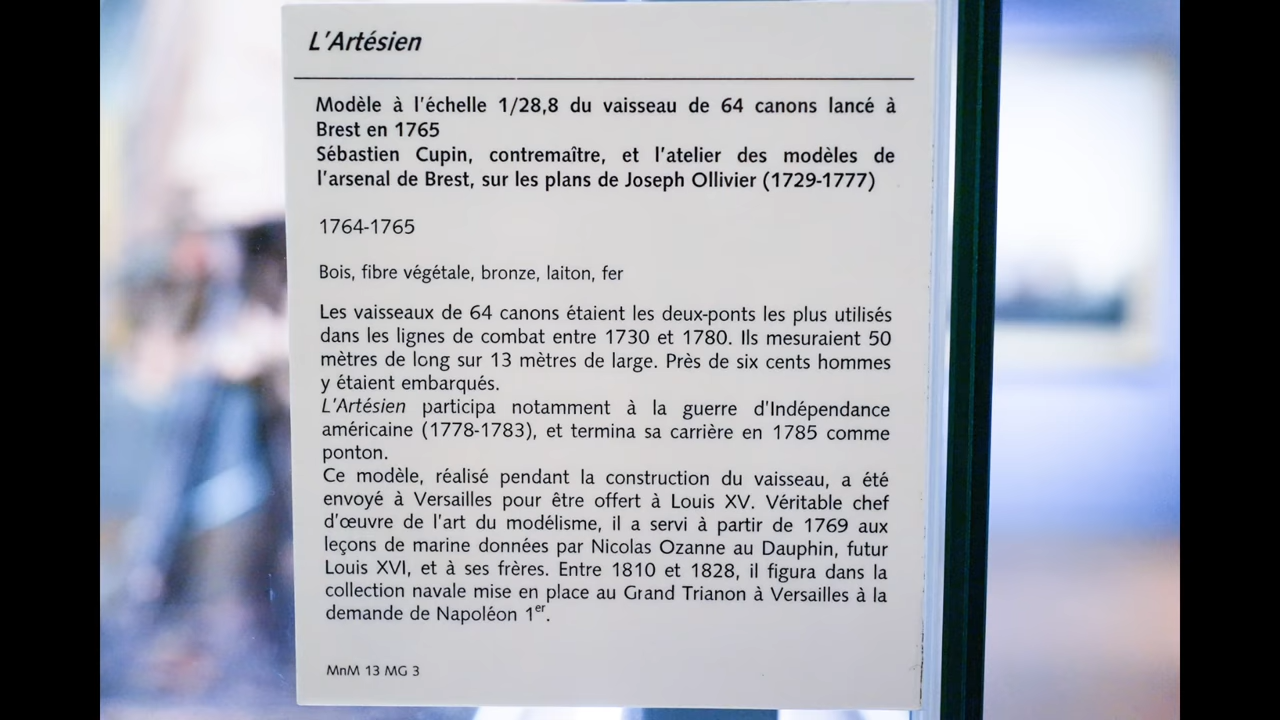 L'Artésien
Modèle à l'échelle 1/28,8 du vaisseau de 64 canons lancé à
Brest en 1765
Sébastien Cupin, contremaître, et l'atelier des modèles de
l'arsenal de Brest, sur les plans de Joseph Ollivier (1729-1777)
1764-1765
Bois, fibre végétale, bronze, laiton, fer
Les vaisseaux de 64 canons étaient les deux-ponts les plus utilisés
dans les lignes de combat entre 1730 et 1780. Ils mesuraient 50
mètres de long sur 13 mètres de large. Près de six cents hommes
y étaient embarqués.
L'Artésien participa notamment à la guerre d'Indépendance
américaine (1778-1783), et termina sa carrière en 1785 comme
ponton.
Ce modèle, réalisé pendant la construction du vaisseau, a été
envoyé à Versailles pour être offert à Louis XV. Véritable chef
d'œuvre de l'art du modélisme, il a servi à partir de 1769 aux
leçons de marine données par Nicolas Ozanne au Dauphin, futur
Louis XVI, et à ses frères. Entre 1810 et 1828, il figura dans la
collection navale mise en place au Grand Trianon à Versailles à la
demande de Napoléon 1er.
MnM 13 MG 3